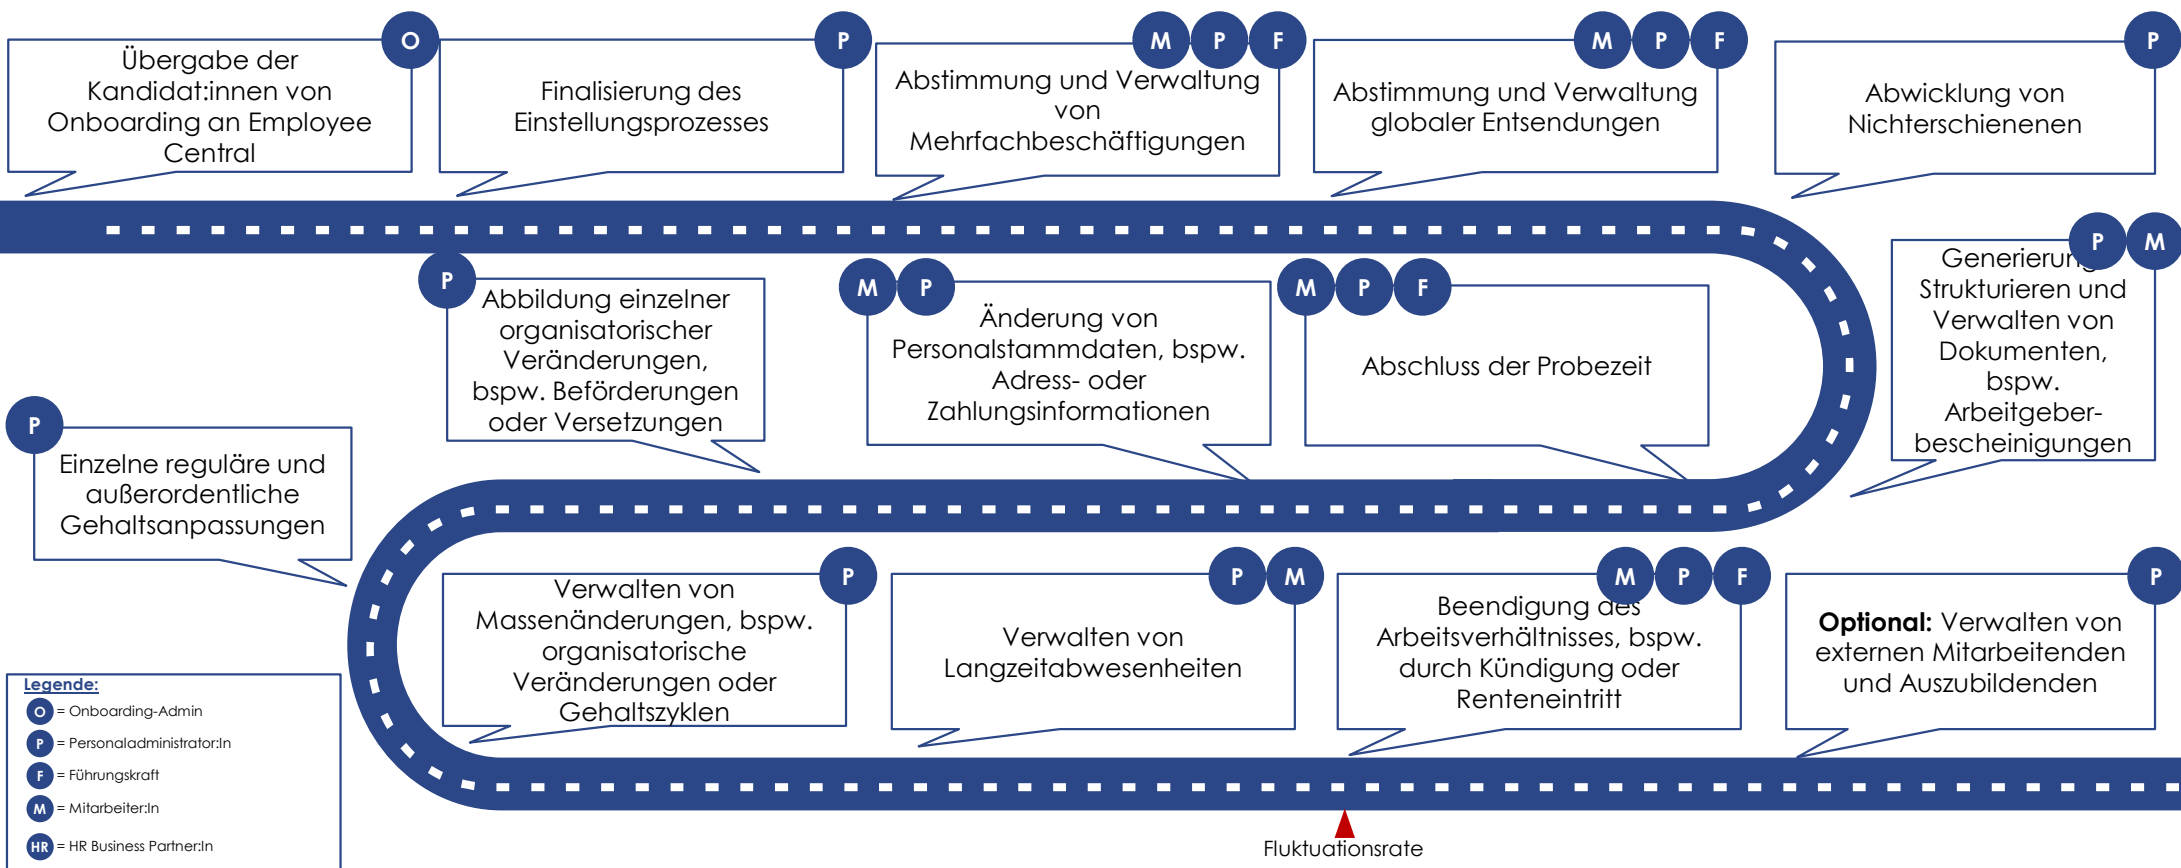 O
Übergabe der
Kandidat:innen von
Onboarding an Employee
Central
P
Finalisierung des
Einstellungsprozesses
M P F
Abstimmung und Verwaltung
von
Mehrfachbeschäftigungen
M P F
Abstimmung und Verwaltung
globaler Entsendungen
P
Abwicklung von
Nichterschienenen
P M
Generierung,
Strukturieren und
Verwalten von
Dokumenten,
bspw.
Arbeitgeber-
bescheinigungen
M P F
Abschluss der Probezeit
M P
Änderung von
Personalstammdaten, bspw.
Adress- oder
Zahlungsinformationen
P
Abbildung einzelner
organisatorischer
Veränderungen,
bspw. Beförderungen
oder Versetzungen
P
Einzelne reguläre und
außerordentliche
Gehaltsanpassungen
P
Verwalten von
Massenänderungen, bspw.
organisatorische
Veränderungen oder
Gehaltszyklen
P M
Verwalten von
Langzeitabwesenheiten
M P F
Beendigung des
Arbeitsverhältnisses, bspw.
durch Kündigung oder
Renteneintritt
P
Optional: Verwalten von
externen Mitarbeitenden
und Auszubildenden
Fluktuationsrate
Legende:
O = Onboarding-Admin
P = Personaladministrator:In
F = Führungskraft
M = Mitarbeiter:In
HR = HR Business Partner:In